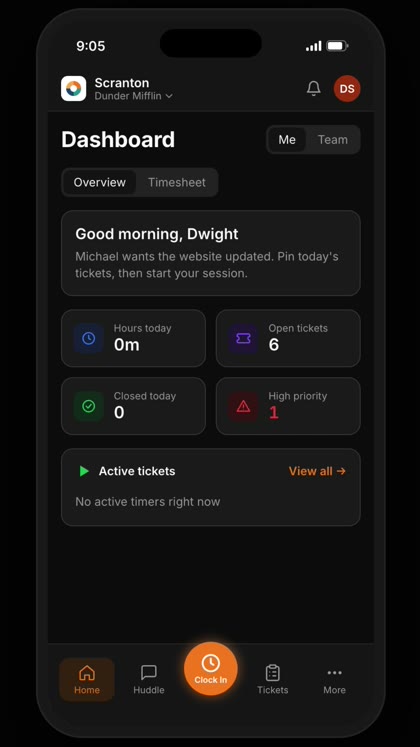 9:05
Scranton
Dunder Mifflin
DS
Dashboard
Me
Team
Overview
Timesheet
Good morning, Dwight
Michael wants the website updated. Pin today's
tickets, then start your session.
Hours today
0m
Open tickets
6
Closed today
0
High priority
1
Active tickets
View all →
No active timers right now
Home
Huddle
Clock In
Tickets
More